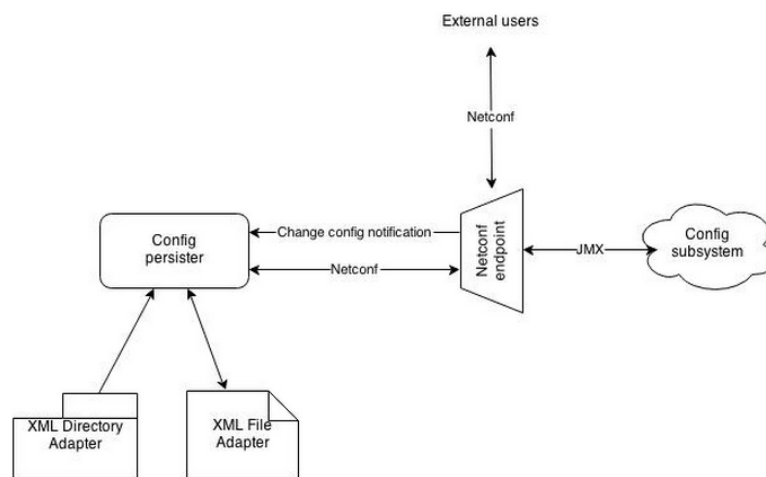 External users
Netconf
Change config notification
Config
persister
Netconf
Netconf
endpoint
JMX
Config
subsystem
XML Directory
Adapter
XML File
Adapter